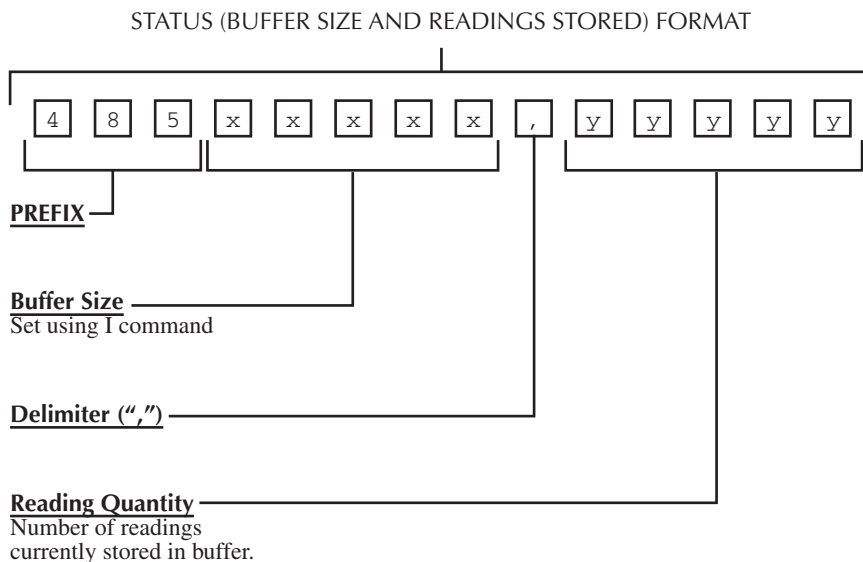 STATUS (BUFFER SIZE AND READINGS STORED) FORMAT
4 8 5 x x x x x , y y y y y
PREFIX
Buffer Size
Set using I command
Delimiter (“,”)
Reading Quantity
Number of readings
currently stored in buffer.